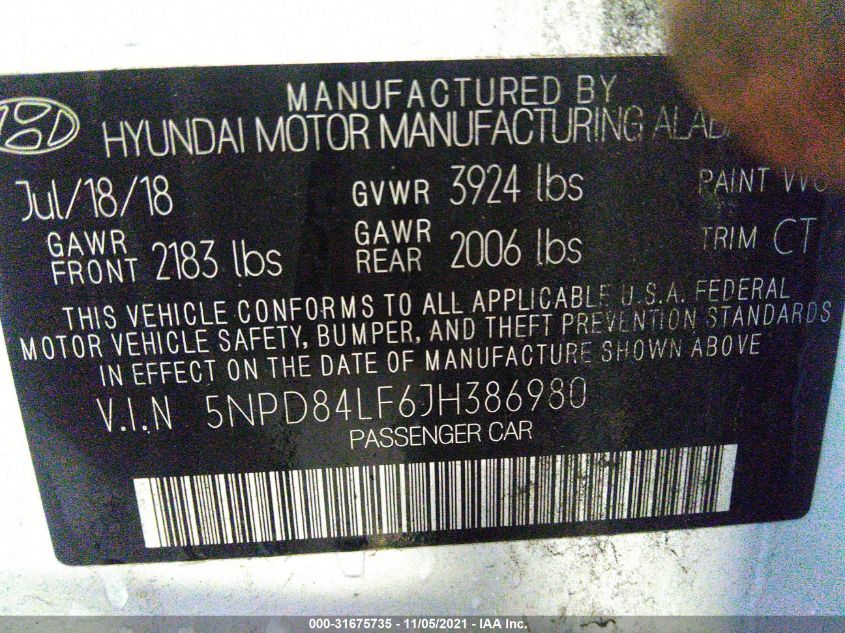 MANUFACTURED BY
HYUNDAI MOTOR MANUFACTURING
Jul/18/18 GVWR 3924 lbs PAINT
GAWR FRONT 2183 lbs GAWR REAR 2006 lbs TRIM CT
THIS VEHICLE CONFORMS TO ALL APPLICABLE U.S.A. FEDERAL
MOTOR VEHICLE SAFETY, BUMPER, AND THEFT PREVENTION STANDARDS
IN EFFECT ON THE DATE OF MANUFACTURE SHOWN ABOVE
V.I.N 5NPD84LF6JH386980
PASSENGER CAR
000-31675735 - 11/05/2021 - IAA Inc.